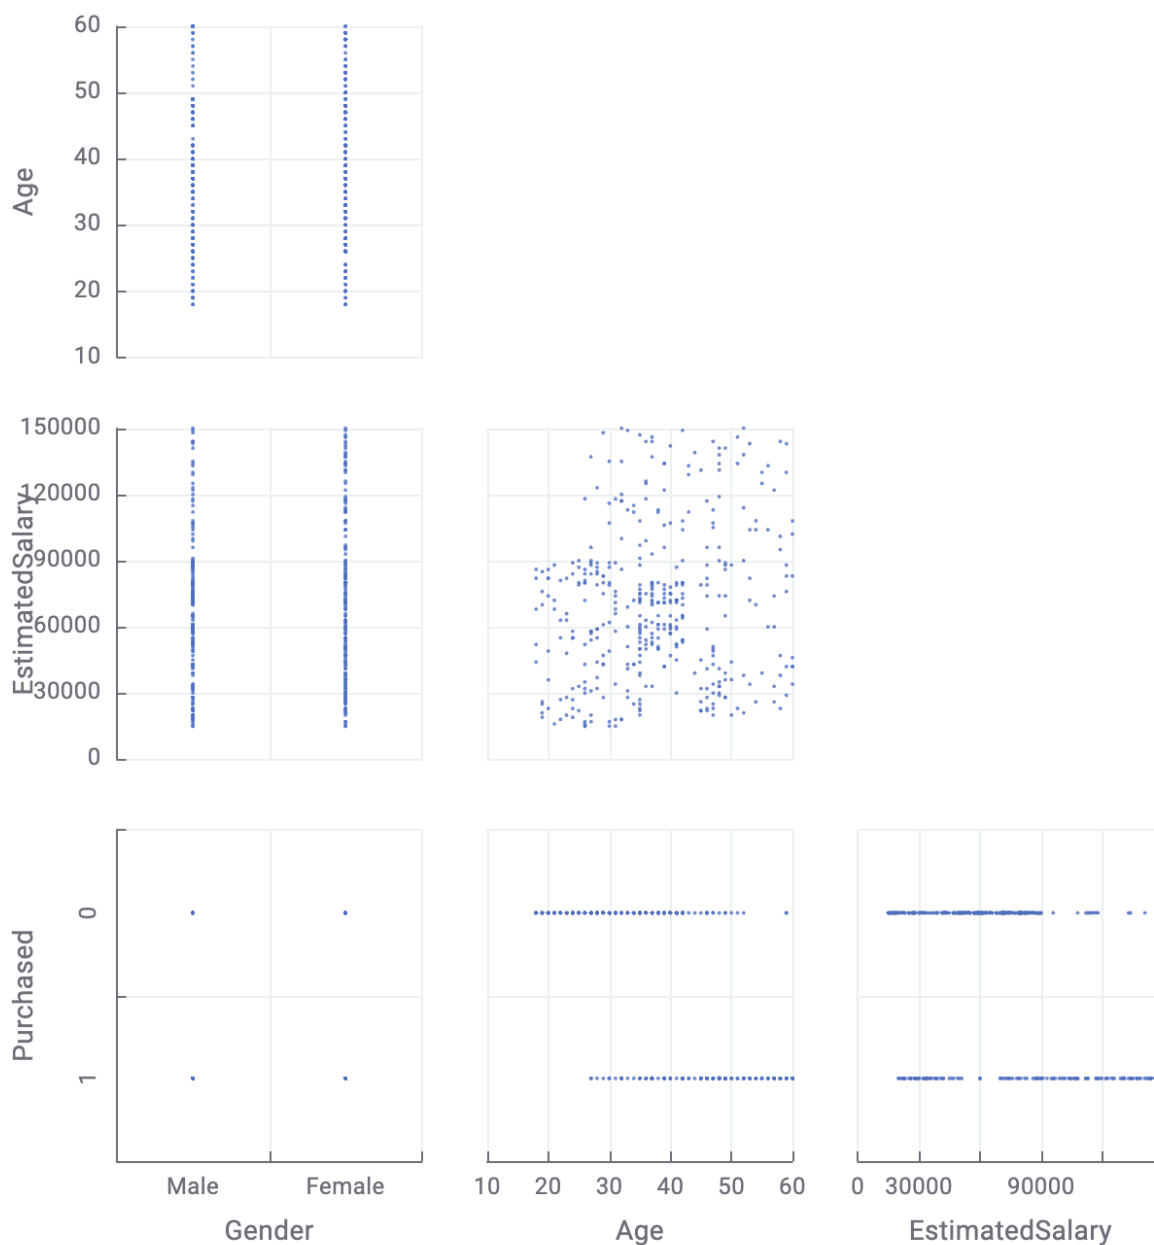 60
50
40
30
20
10
Age
150000
120000
90000
60000
30000
0
EstimatedSalary
0
1
Purchased
Male Female
10 20 30 40 50 60
0 30000 90000
Gender Age EstimatedSalary